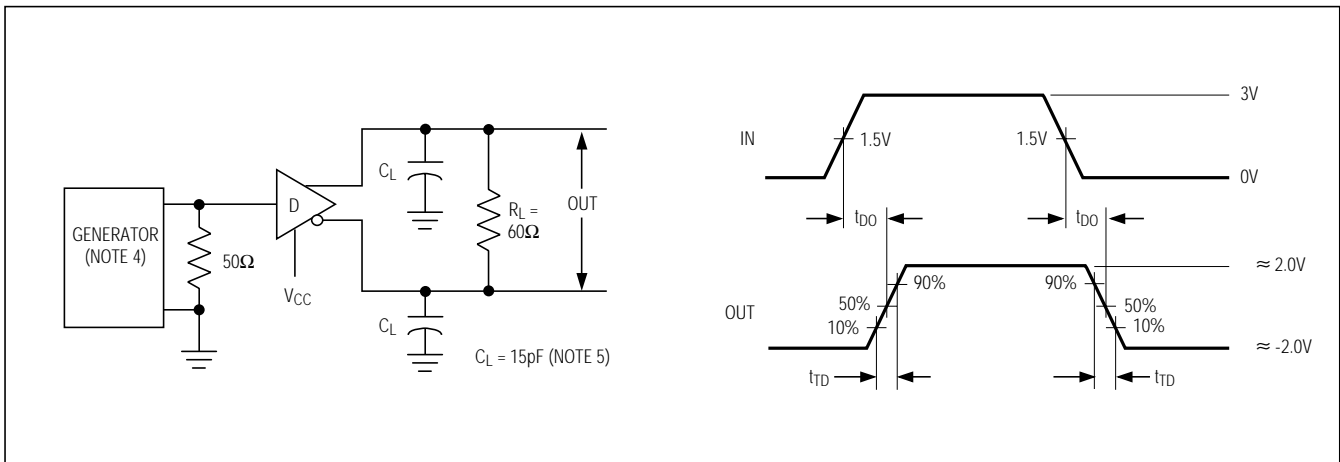 GENERATOR
(NOTE 4)
50Ω
D
VCC
CL
CL
RL =
60Ω
OUT
CL = 15pF (NOTE 5)
IN
1.5V
1.5V
3V
0V
tDO
tDO
OUT
90%
50%
10%
90%
50%
10%
≈ 2.0V
≈ -2.0V
tTD
tTD